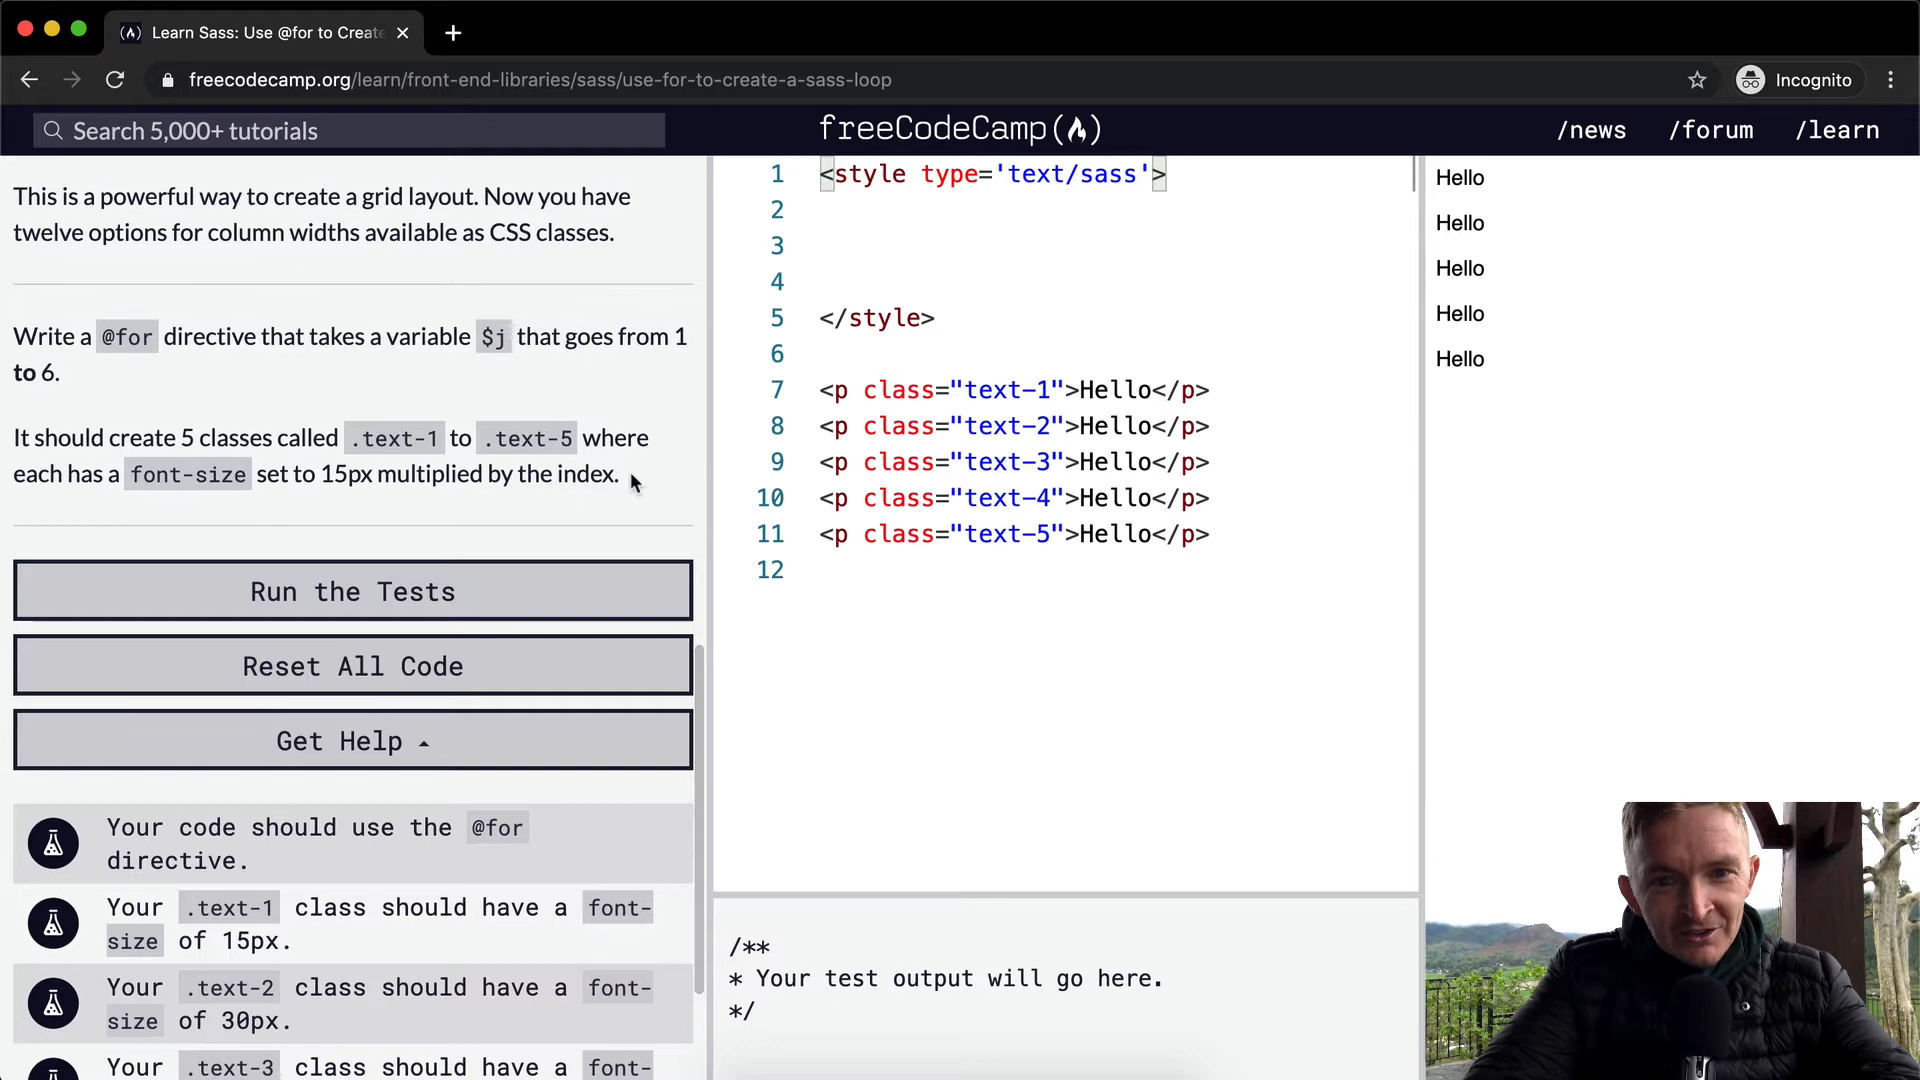 Learn Sass: Use @for to Create
freecodecamp.org/learn/front-end-libraries/sass/use-for-to-create-a-sass-loop
Incognito
Search 5,000+ tutorials
freeCodeCamp
/news
/forum
/learn
This is a powerful way to create a grid layout. Now you have
twelve options for column widths available as CSS classes.
Write a @for directive that takes a variable $j that goes from 1
to 6.
It should create 5 classes called .text-1 to .text-5 where
each has a font-size set to 15px multiplied by the index.
Run the Tests
Reset All Code
Get Help
Your code should use the @for
directive.
Your .text-1 class should have a font-
size of 15px.
Your .text-2 class should have a font-
size of 30px.
Your .text-3 class should have a font-
1 <style type='text/sass'>
2
3
4
5 </style>
6
7 <p class="text-1">Hello</p>
8 <p class="text-2">Hello</p>
9 <p class="text-3">Hello</p>
10 <p class="text-4">Hello</p>
11 <p class="text-5">Hello</p>
12
/**
* Your test output will go here.
*/
Hello
Hello
Hello
Hello
Hello